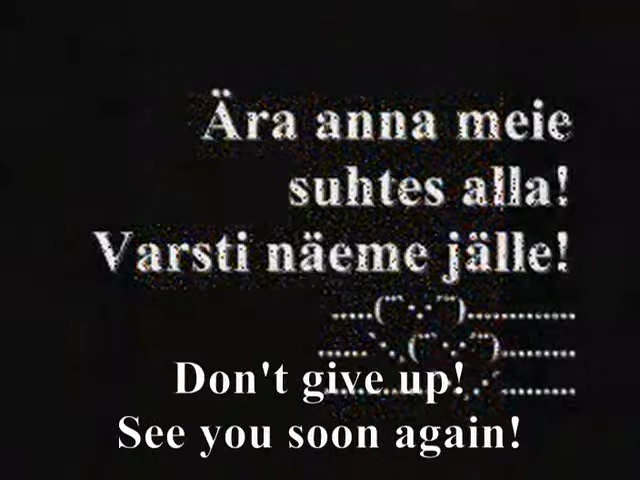 Ära anna meie
suhtes alla!
Varsti näeme jälle!
.....(¨`·.·´¨).............
......`·.¸(¨`·.·´¨).........
Don't give up!
See you soon again!